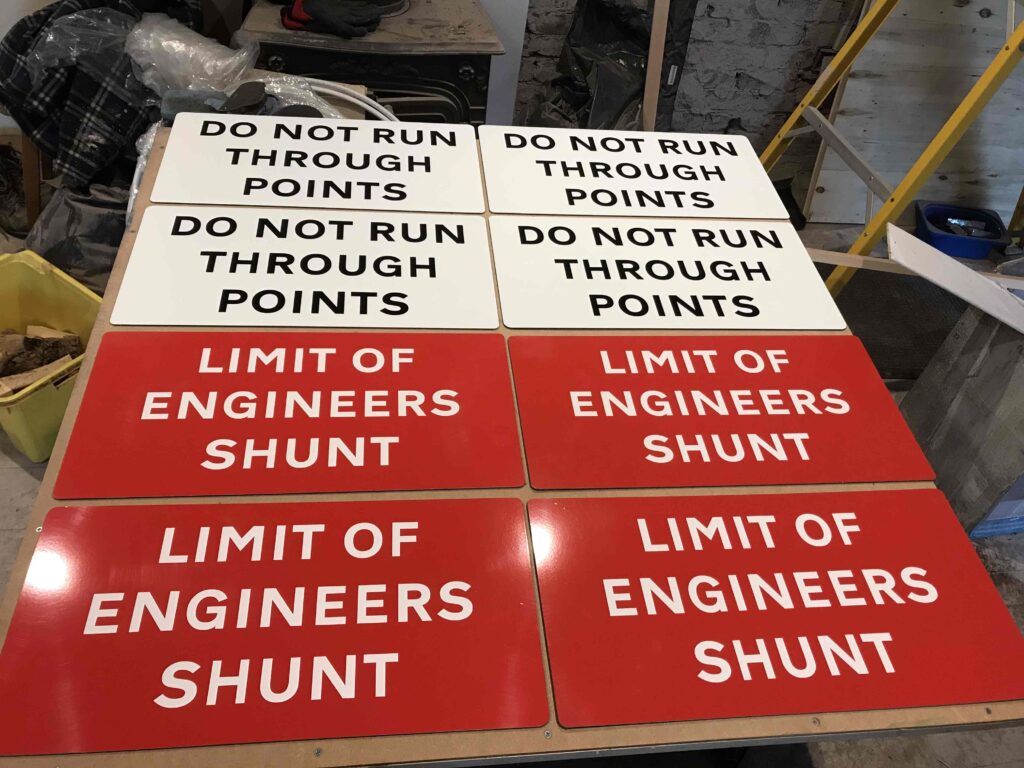 DO NOT RUN
THROUGH
POINTS
DO NOT RUN
THROUGH
POINTS
DO NOT RUN
THROUGH
POINTS
DO NOT RUN
THROUGH
POINTS
LIMIT OF
ENGINEERS
SHUNT
LIMIT OF
ENGINEERS
SHUNT
LIMIT OF
ENGINEERS
SHUNT
LIMIT OF
ENGINEERS
SHUNT